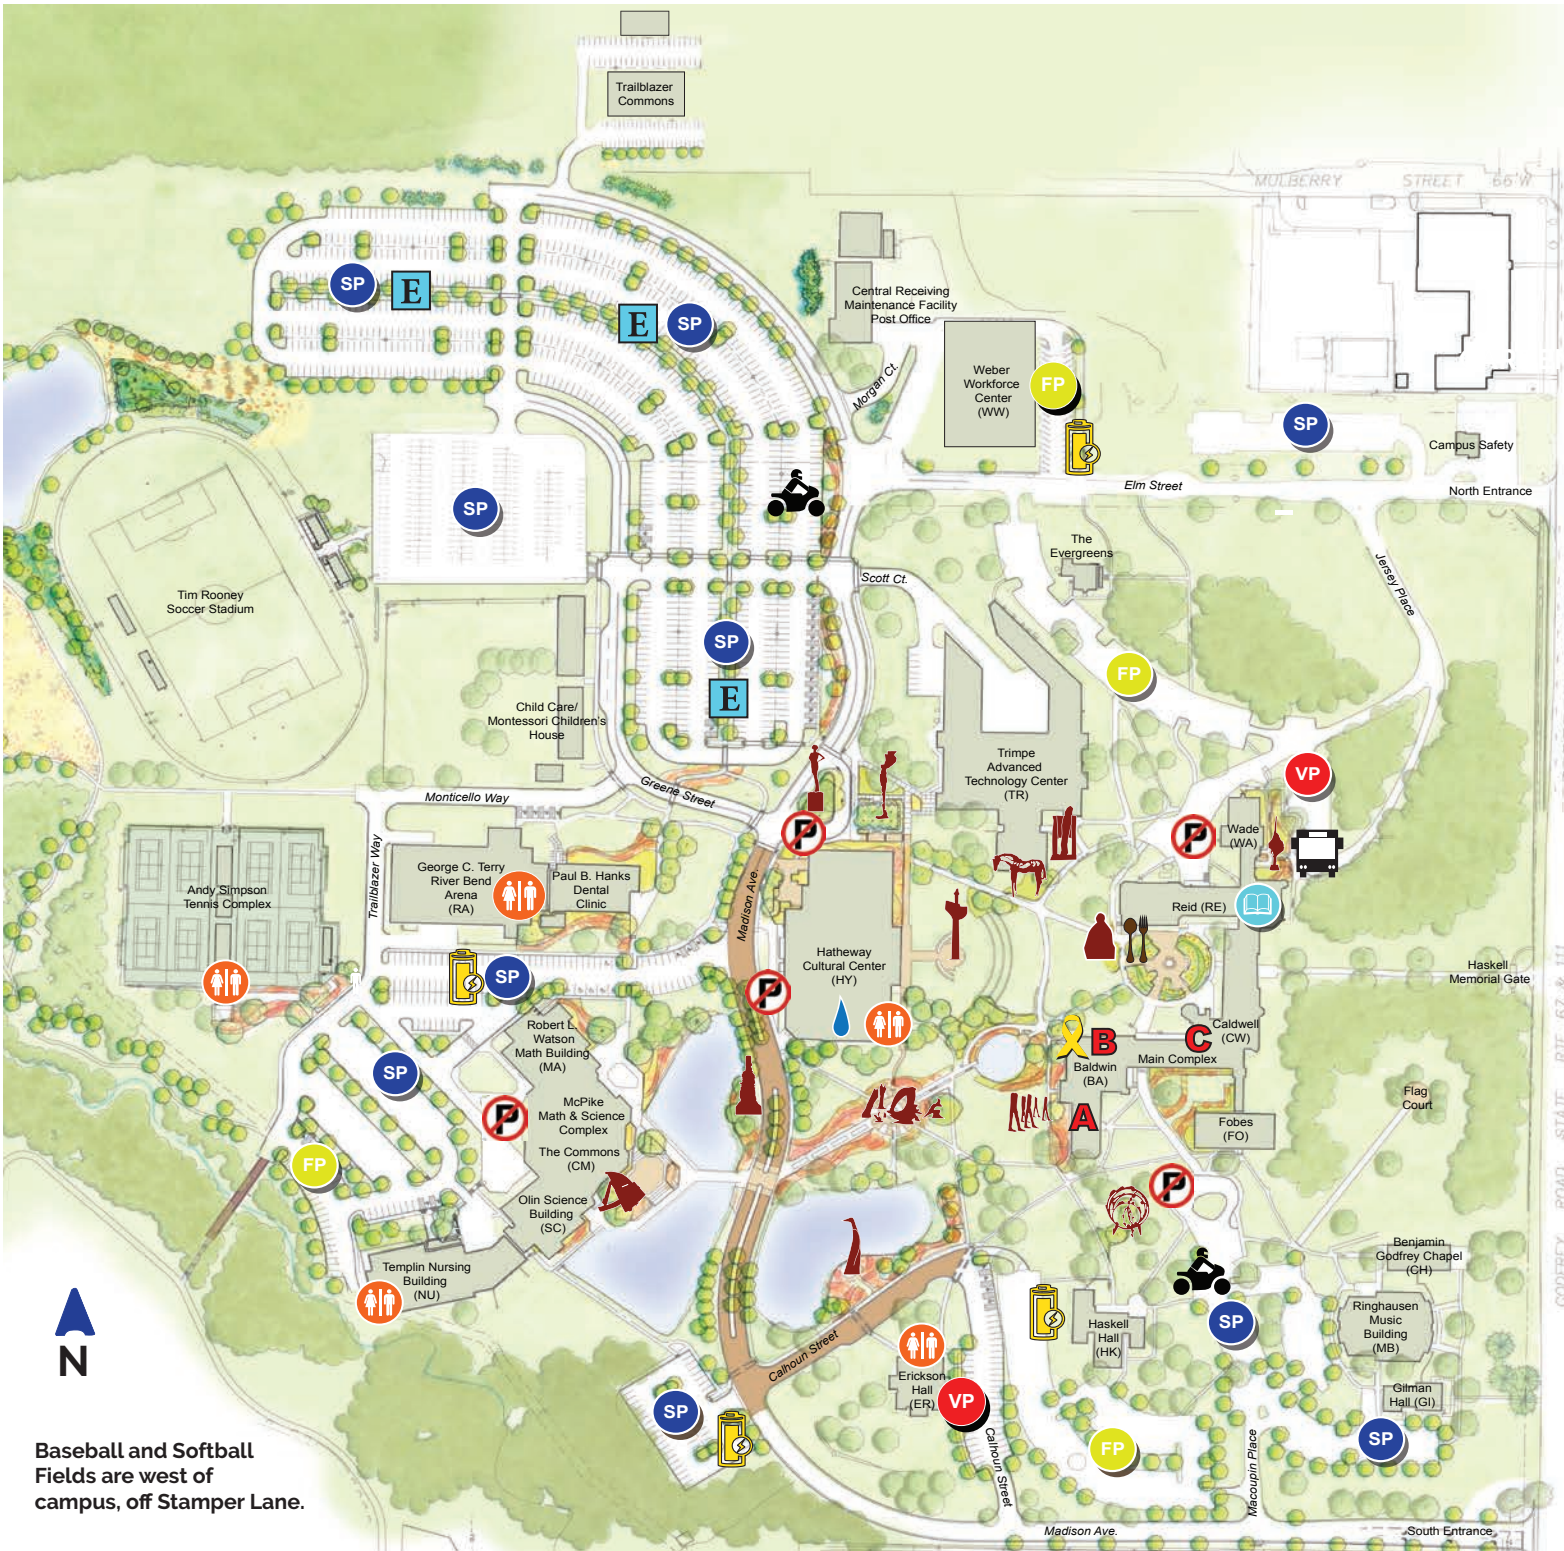 Trailblazer
Commons
MULBERRY STREET 66'W
SP
E
E
SP
Central Receiving
Maintenance Facility
Post Office
Morgan Ct.
Weber
Workforce
Center
(WW)
FP
SP
Campus Safety
Elm Street
North Entrance
SP
The
Evergreens
Scott Ct.
Jersey Place
Tim Rooney
Soccer Stadium
SP
E
FP
Child Care/
Montessori Children's
House
Trimpe
Advanced
Technology Center
(TR)
VP
Monticello Way
Greene Street
P
P
Wade
(WA)
Trailblazer Way
George C. Terry
River Bend
Arena
(RA)
Paul B. Hanks
Dental
Clinic
Andy Simpson
Tennis Complex
Madison Ave.
Reid (RE)
Hatheway
Cultural Center
(HY)
SP
P
Haskell
Memorial Gate
Robert L.
Watson
Math Building
(MA)
B
C
Caldwell
(CW)
Main Complex
Baldwin
(BA)
SP
P
McPike
Math & Science
Complex
The Commons
(CM)
A
Fobes
(FO)
Flag
Court
FP
P
Olin Science
Building
(SC)
Templin Nursing
Building
(NU)
Benjamin
Godfrey Chapel
(CH)
N
Haskell
Hall
(HK)
SP
Ringhausen
Music
Building
(MB)
Calhoun Street
Erickson
Hall
(ER)
VP
Gilman
Hall (GI)
SP
FP
SP
Calhoun Street
Macoupin Place
Baseball and Softball
Fields are west of
campus, off Stamper Lane.
Madison Ave.
South Entrance
GODFREY ROAD STATE RTE 67 & 111